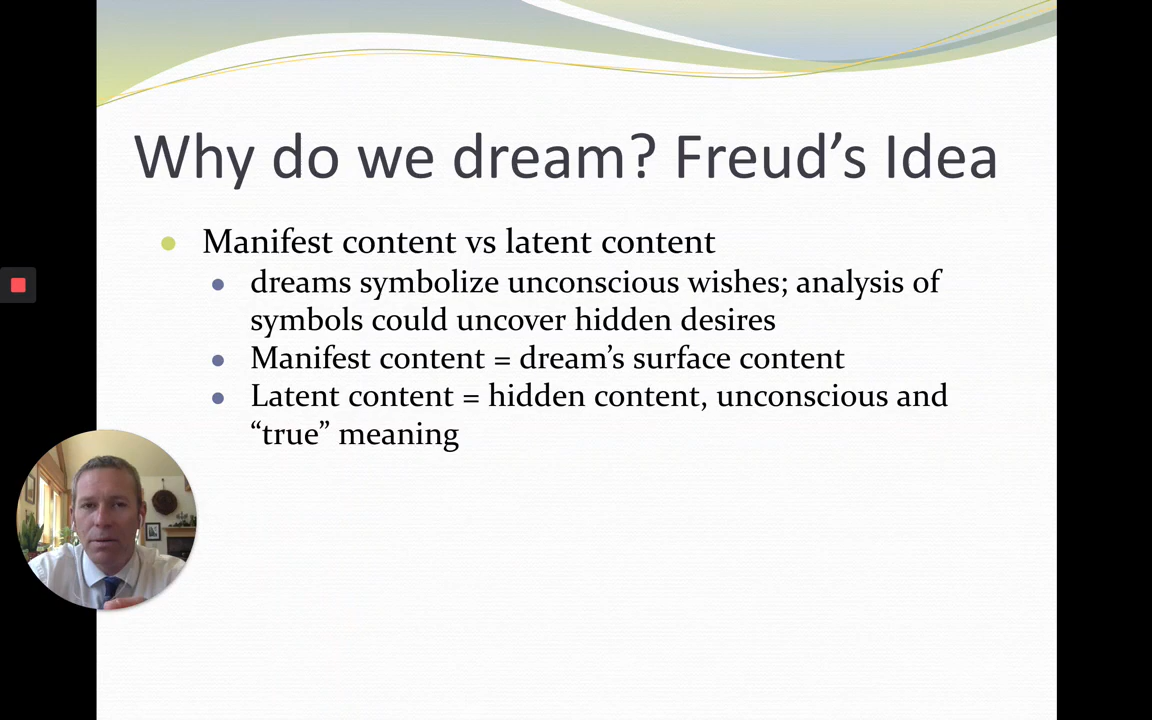 Why do we dream? Freud’s Idea
Manifest content vs latent content
dreams symbolize unconscious wishes; analysis of
symbols could uncover hidden desires
Manifest content = dream’s surface content
Latent content = hidden content, unconscious and
“true” meaning